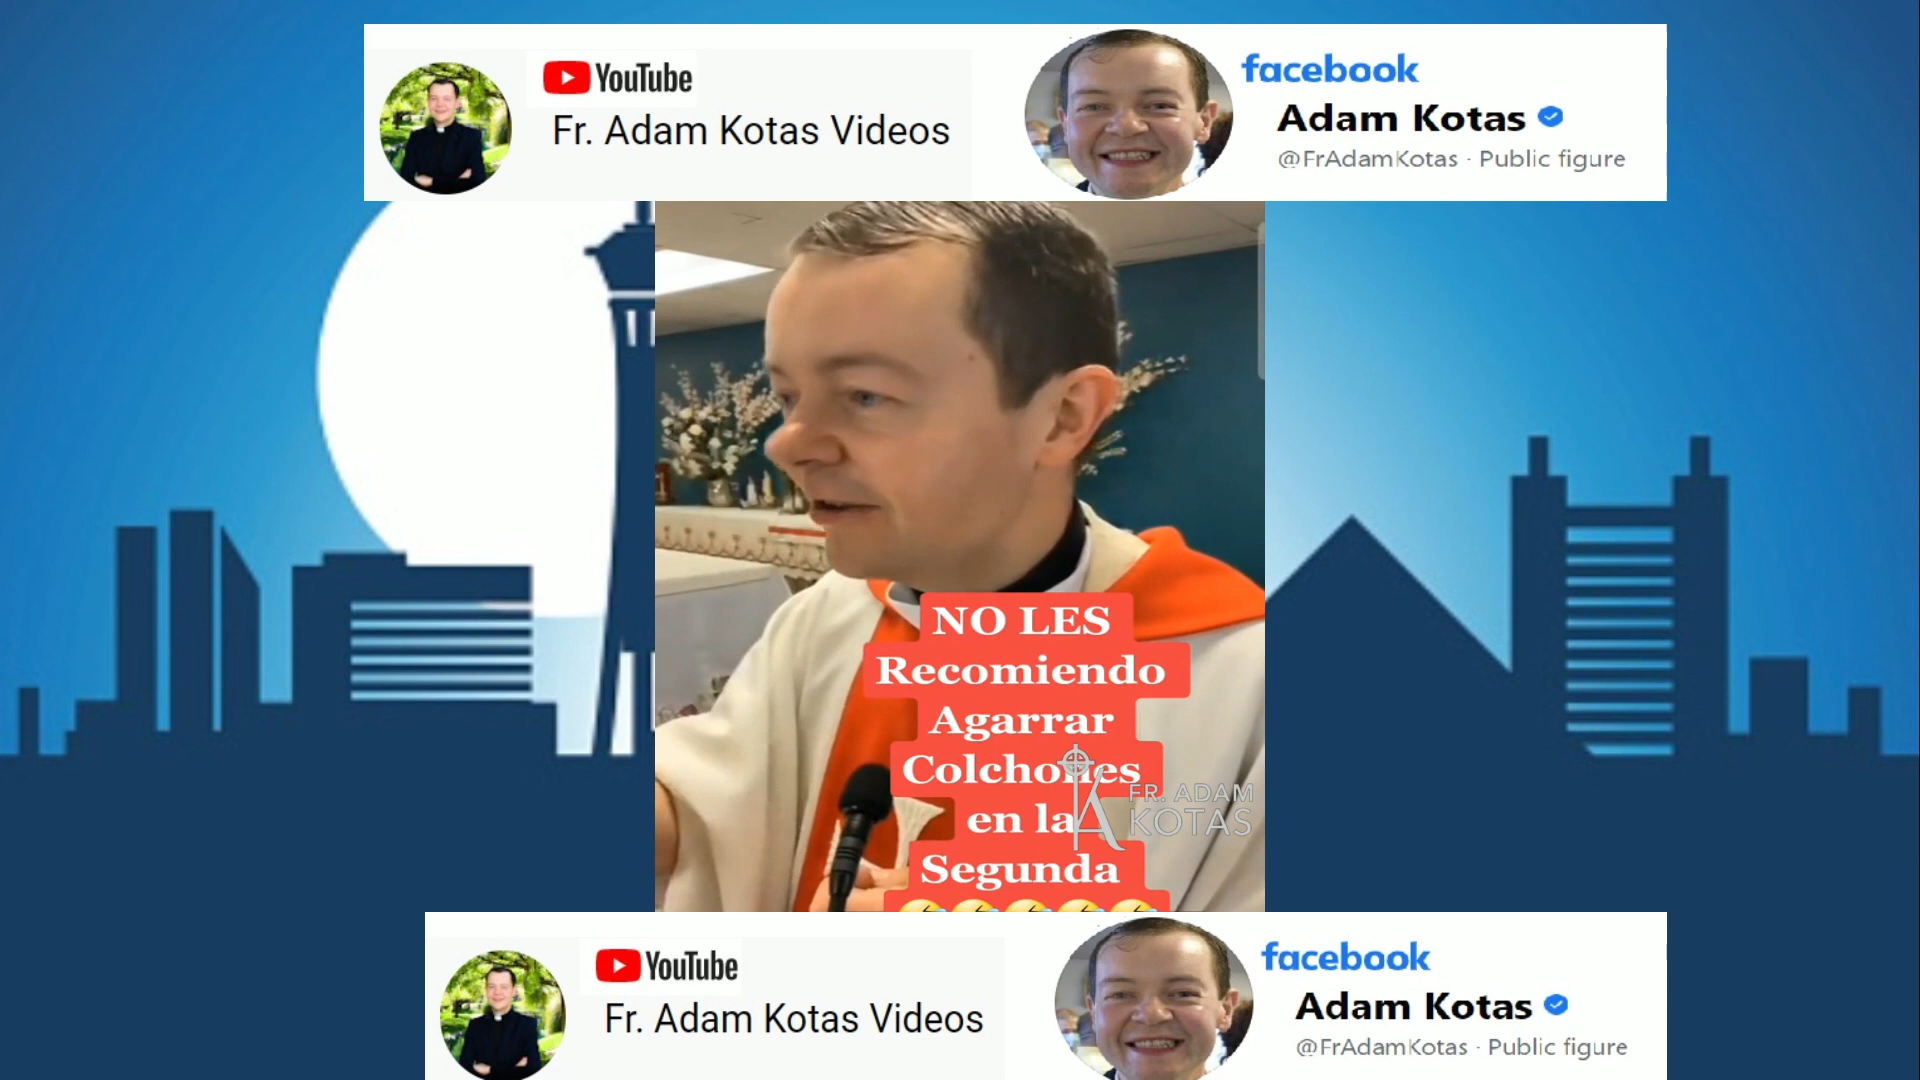 YouTube
Fr. Adam Kotas Videos
facebook
Adam Kotas
@FrAdamKotas · Public figure
NO LES
Recomiendo
Agarrar
Colchones
en la
Segunda
🤣🤣🤣🤣🤣
FR. ADAM
KOTAS
YouTube
Fr. Adam Kotas Videos
facebook
Adam Kotas
@FrAdamKotas · Public figure